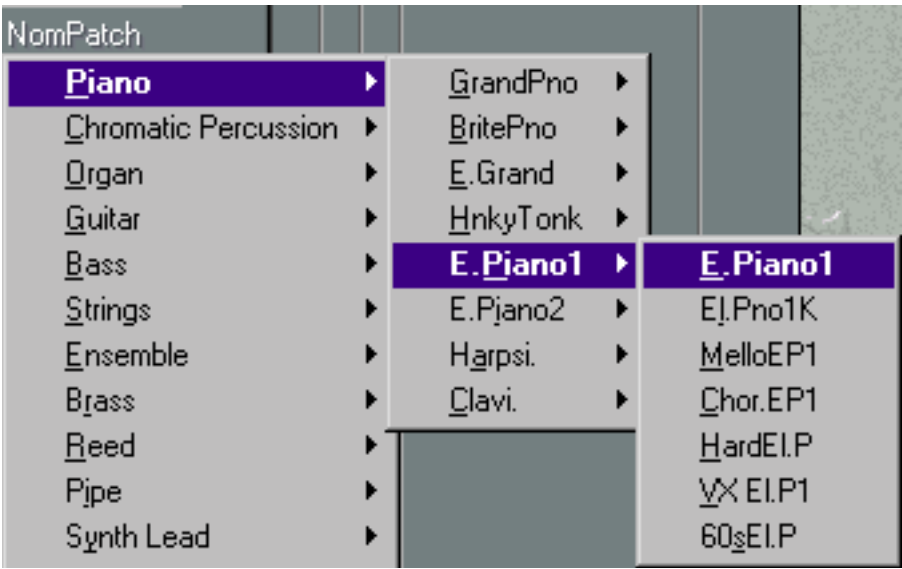 NomPatch
Piano
Chromatic Percussion
Organ
Guitar
Bass
Strings
Ensemble
Brass
Reed
Pipe
Synth Lead
GrandPno
BritePno
E.Grand
HnkyTonk
E.Piano1
E.Piano2
Harpsi.
Clavi.
E.Piano1
El.Pno1K
MelloEP1
Chor.EP1
HardEl.P
VX El.P1
60sEl.P